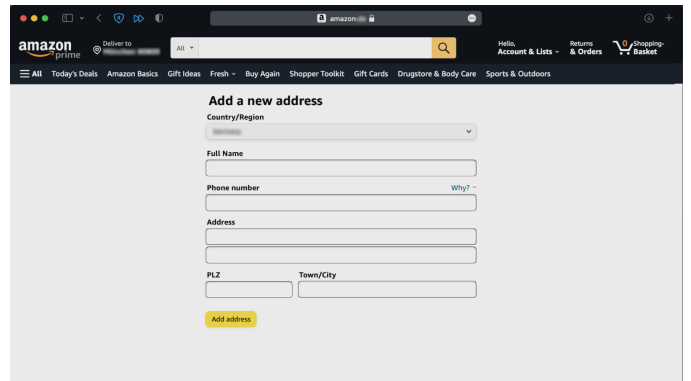 amazon
amazon
prime
Deliver to
All
Hello,
Account & Lists
Returns
& Orders
0
Shopping-
Basket
All
Today's Deals
Amazon Basics
Gift Ideas
Fresh
Buy Again
Shopper Toolkit
Gift Cards
Drugstore & Body Care
Sports & Outdoors
Add a new address
Country/Region
Full Name
Phone number
Why?
Address
PLZ
Town/City
Add address